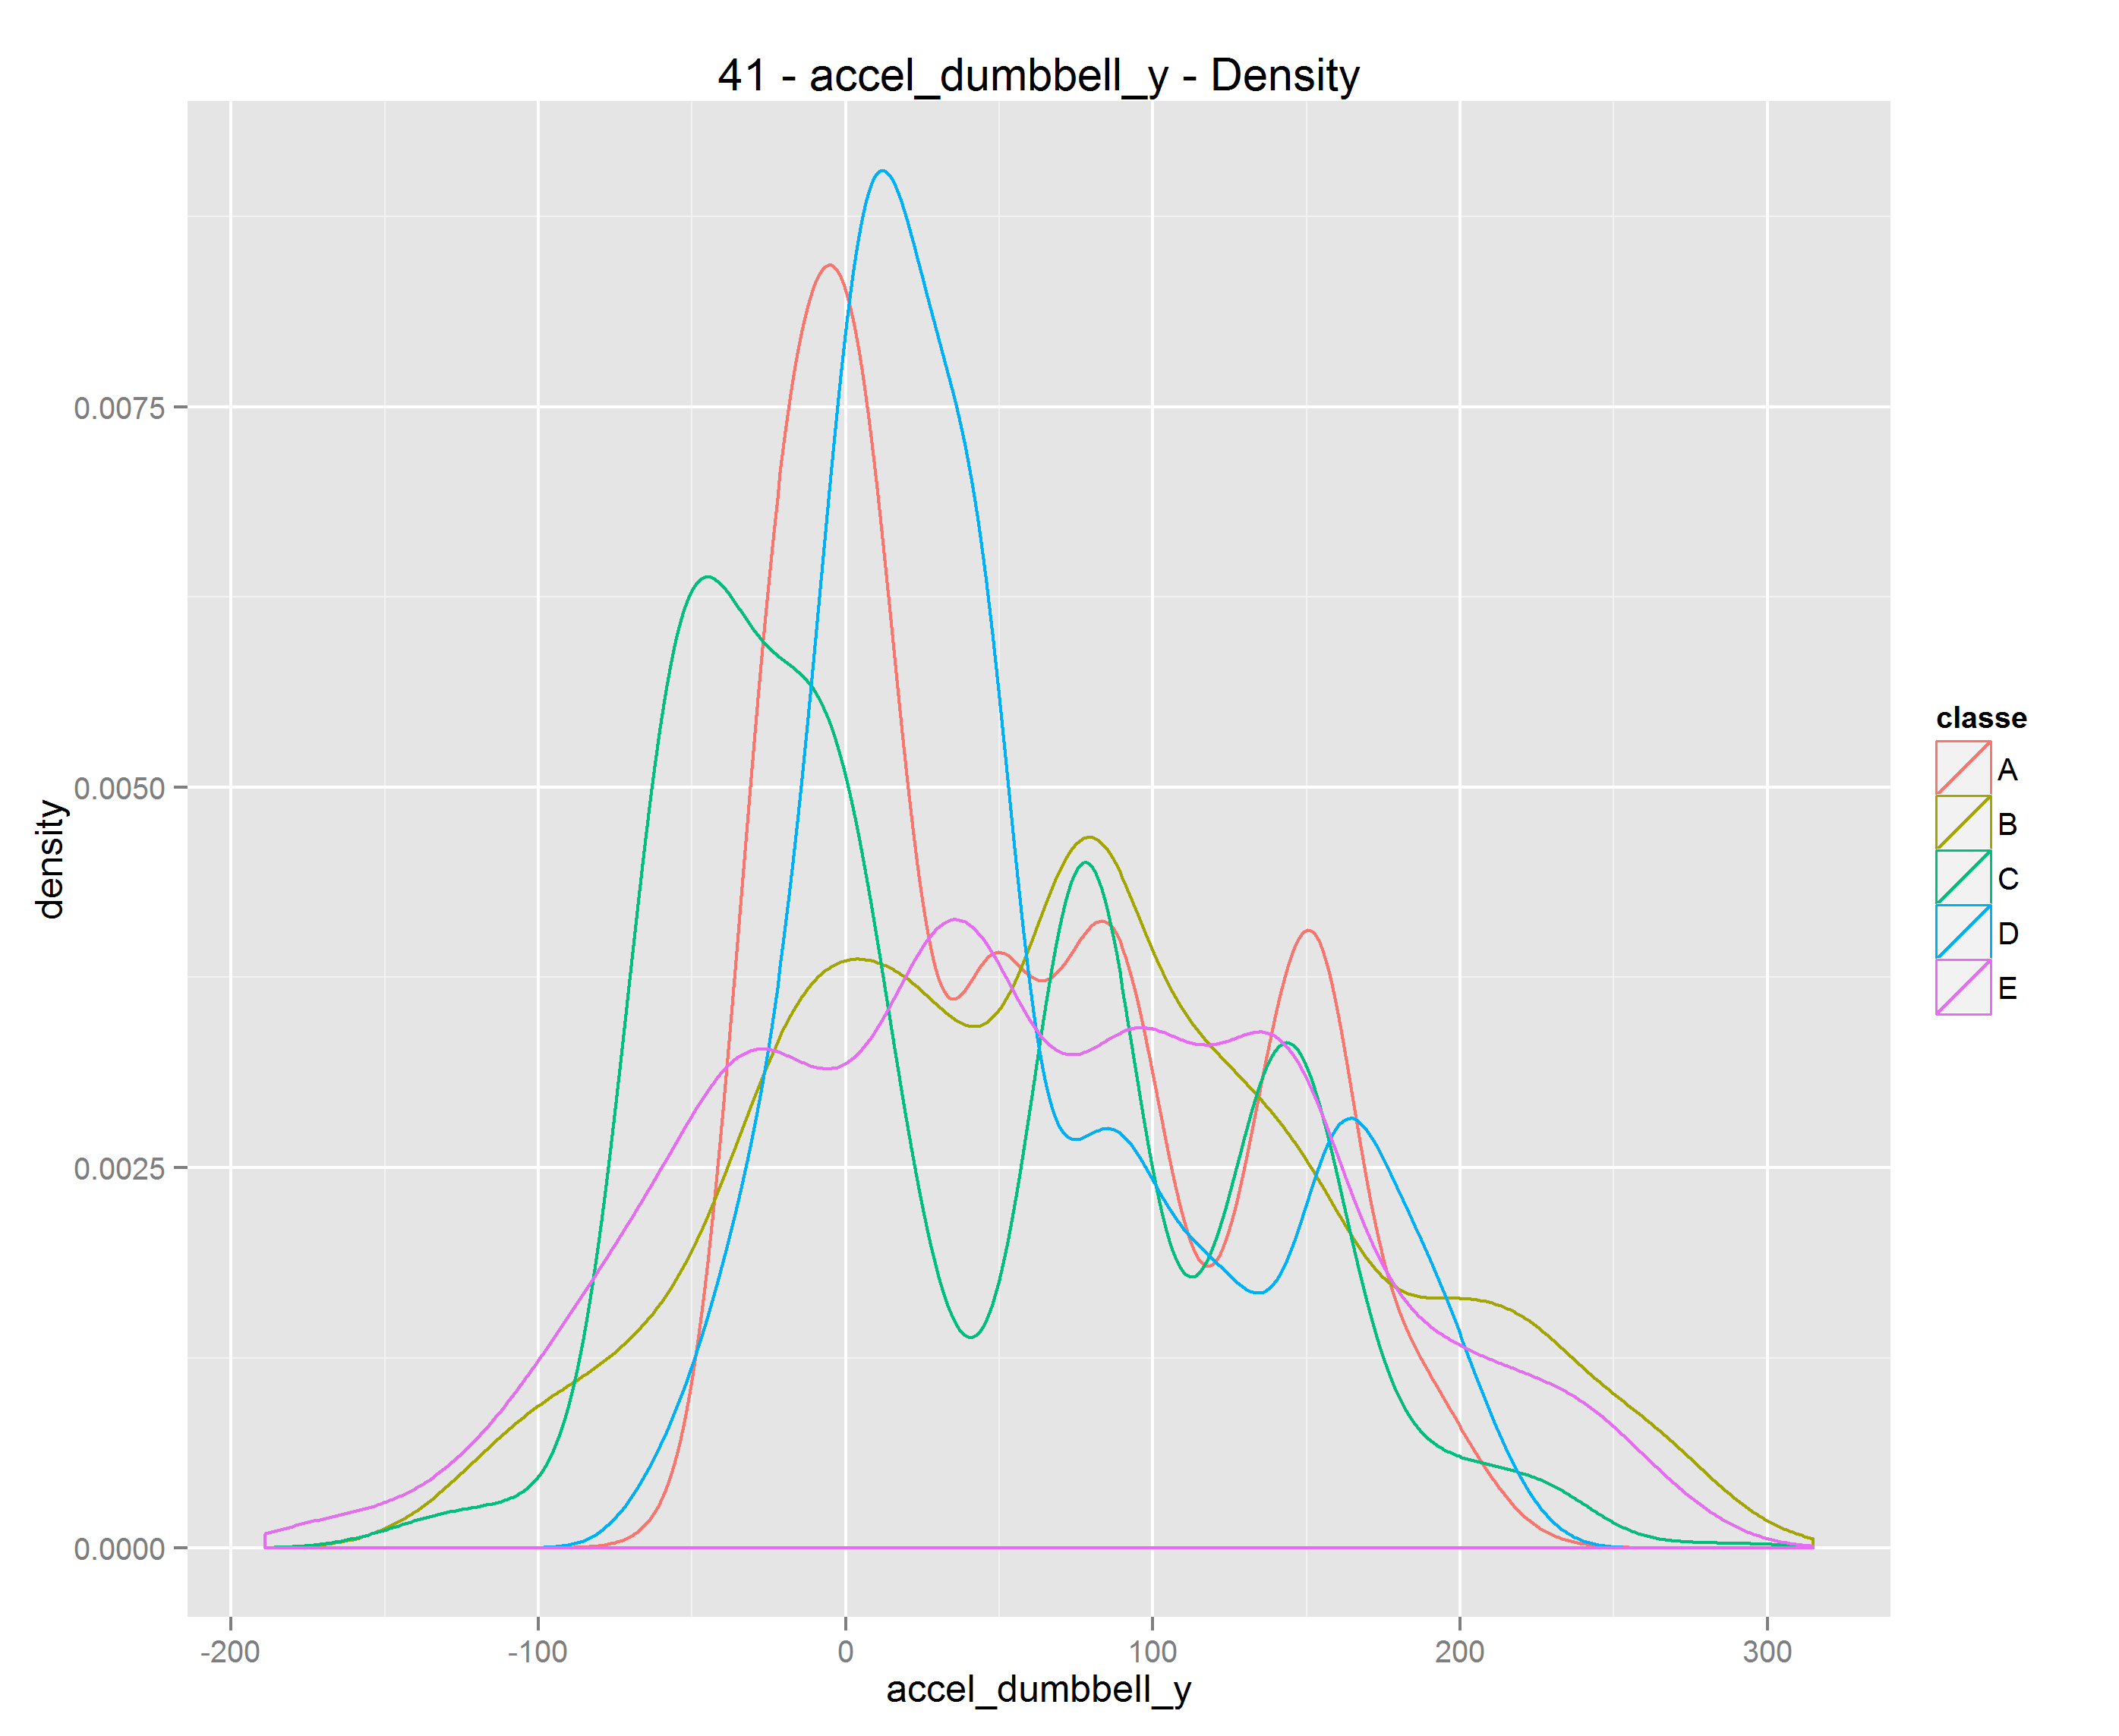 41 - accel_dumbbell_y - Density
density
0.0075
0.0050
0.0025
0.0000
-200
-100
0
100
200
300
accel_dumbbell_y
classe
A
B
C
D
E